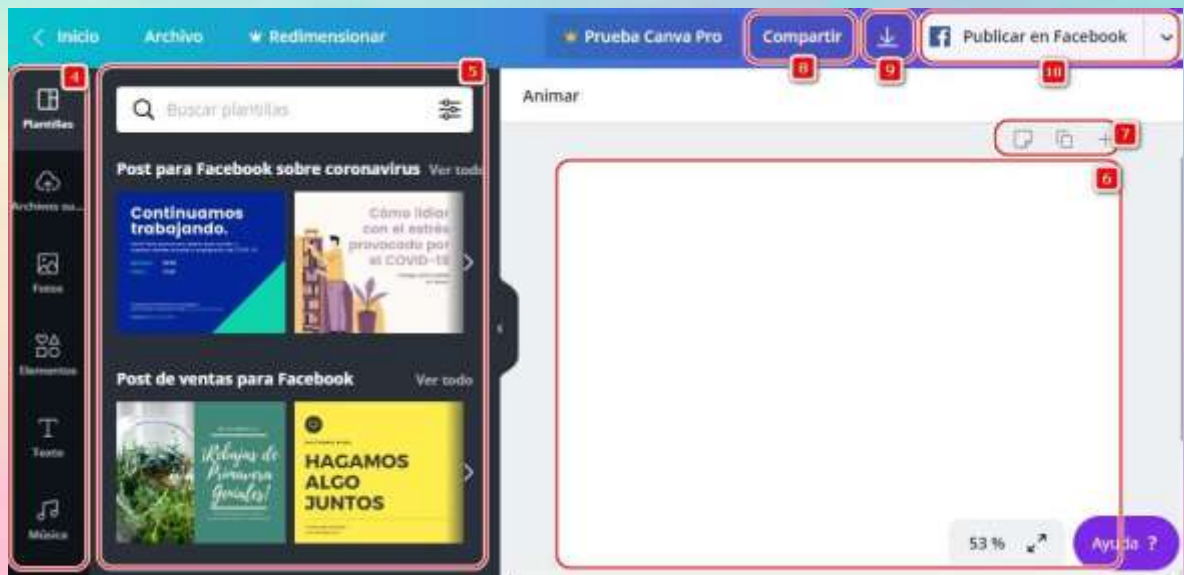 Inicio Archivo Redimensionar Prueba Canva Pro Compartir Publicar en Facebook
8 9 10
4 5
Plantillas
Buscar plantillas
Animar
7
6
Post para Facebook sobre coronavirus Ver todo
Archivos su...
Continuamos
trabajando.
Cómo lidiar
con el estrés
provocado por
el COVID-19
Fotos
Elementos
Post de ventas para Facebook Ver todo
Texto
¡Rebajas de
Primavera
Geniales!
HAGAMOS
ALGO
JUNTOS
Música
53 %
Ayuda ?